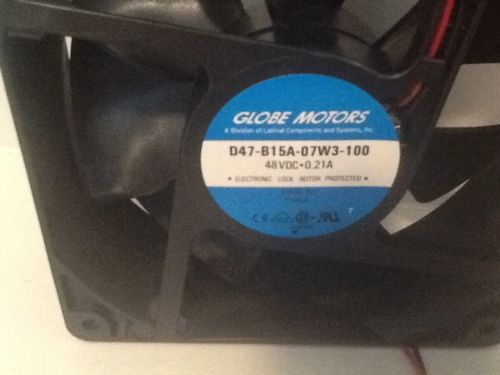 GLOBE MOTORS
A Division of Labinal Components and Systems, Inc.
D47-B15A-07W3-100
48VDC•0.21A
• ELECTRONIC LOCK ROTOR PROTECTED •
7